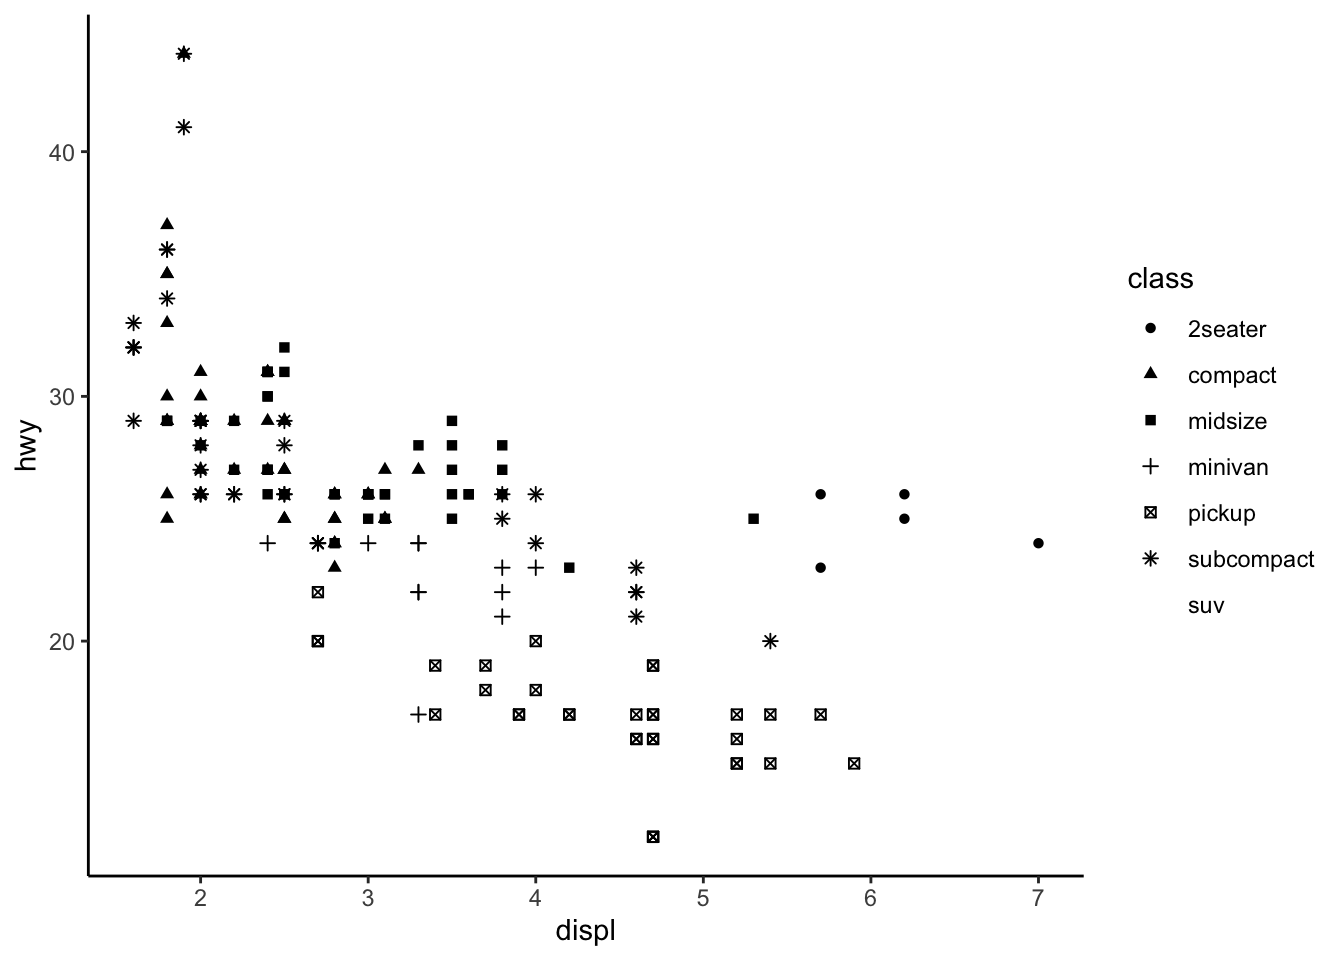 40
30
20
hwy
2 3 4 5 6 7
displ
class
2seater
compact
midsize
minivan
pickup
subcompact
suv